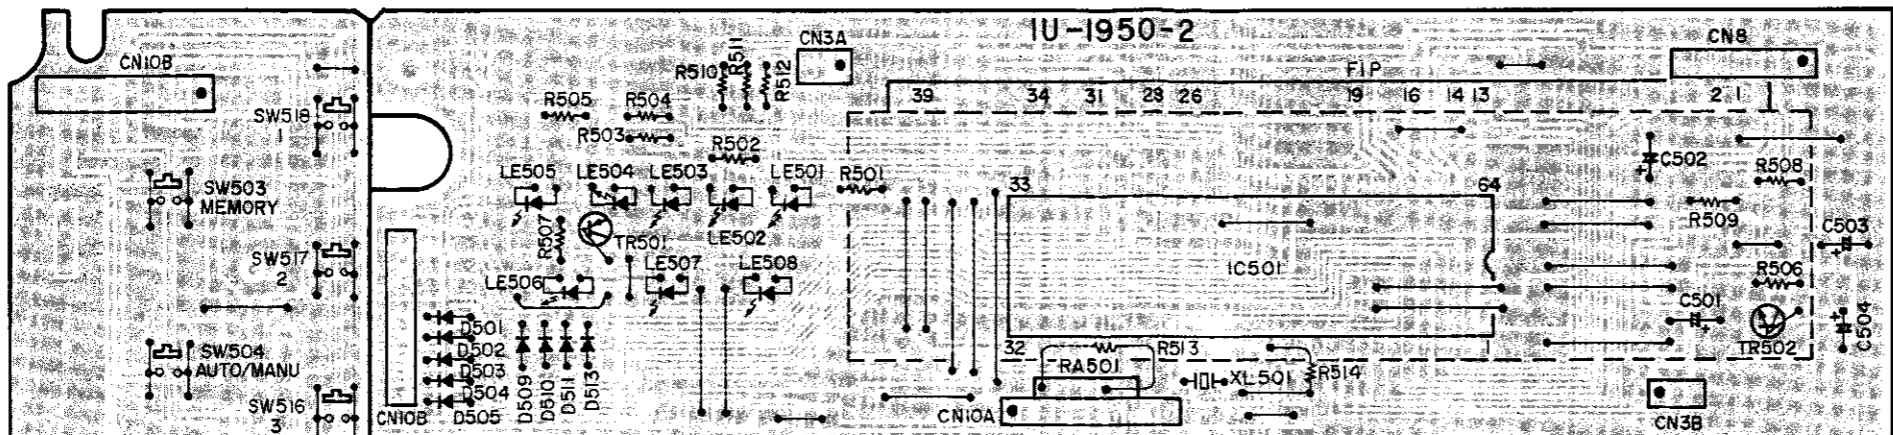 1U-1950-2
CN10B
SW518
1
SW503
MEMORY
SW517
2
SW504
AUTO/MANU
SW516
3
CN10B
R510
R511
R512
CN3A
R505
R504
R503
R502
LE505
LE504
LE503
LE501
R501
LE502
R507
TR501
LE506
LE507
LE508
D501
D502
D503
D504
D505
D509
D510
D511
D513
FIP
CN8
39
34
31
28
26
19
16
14
13
2
1
33
64
IC501
32
R513
RA501
CN10A
XL501
R514
C502
R508
R509
C503
R506
C501
TR502
C504
CN3B